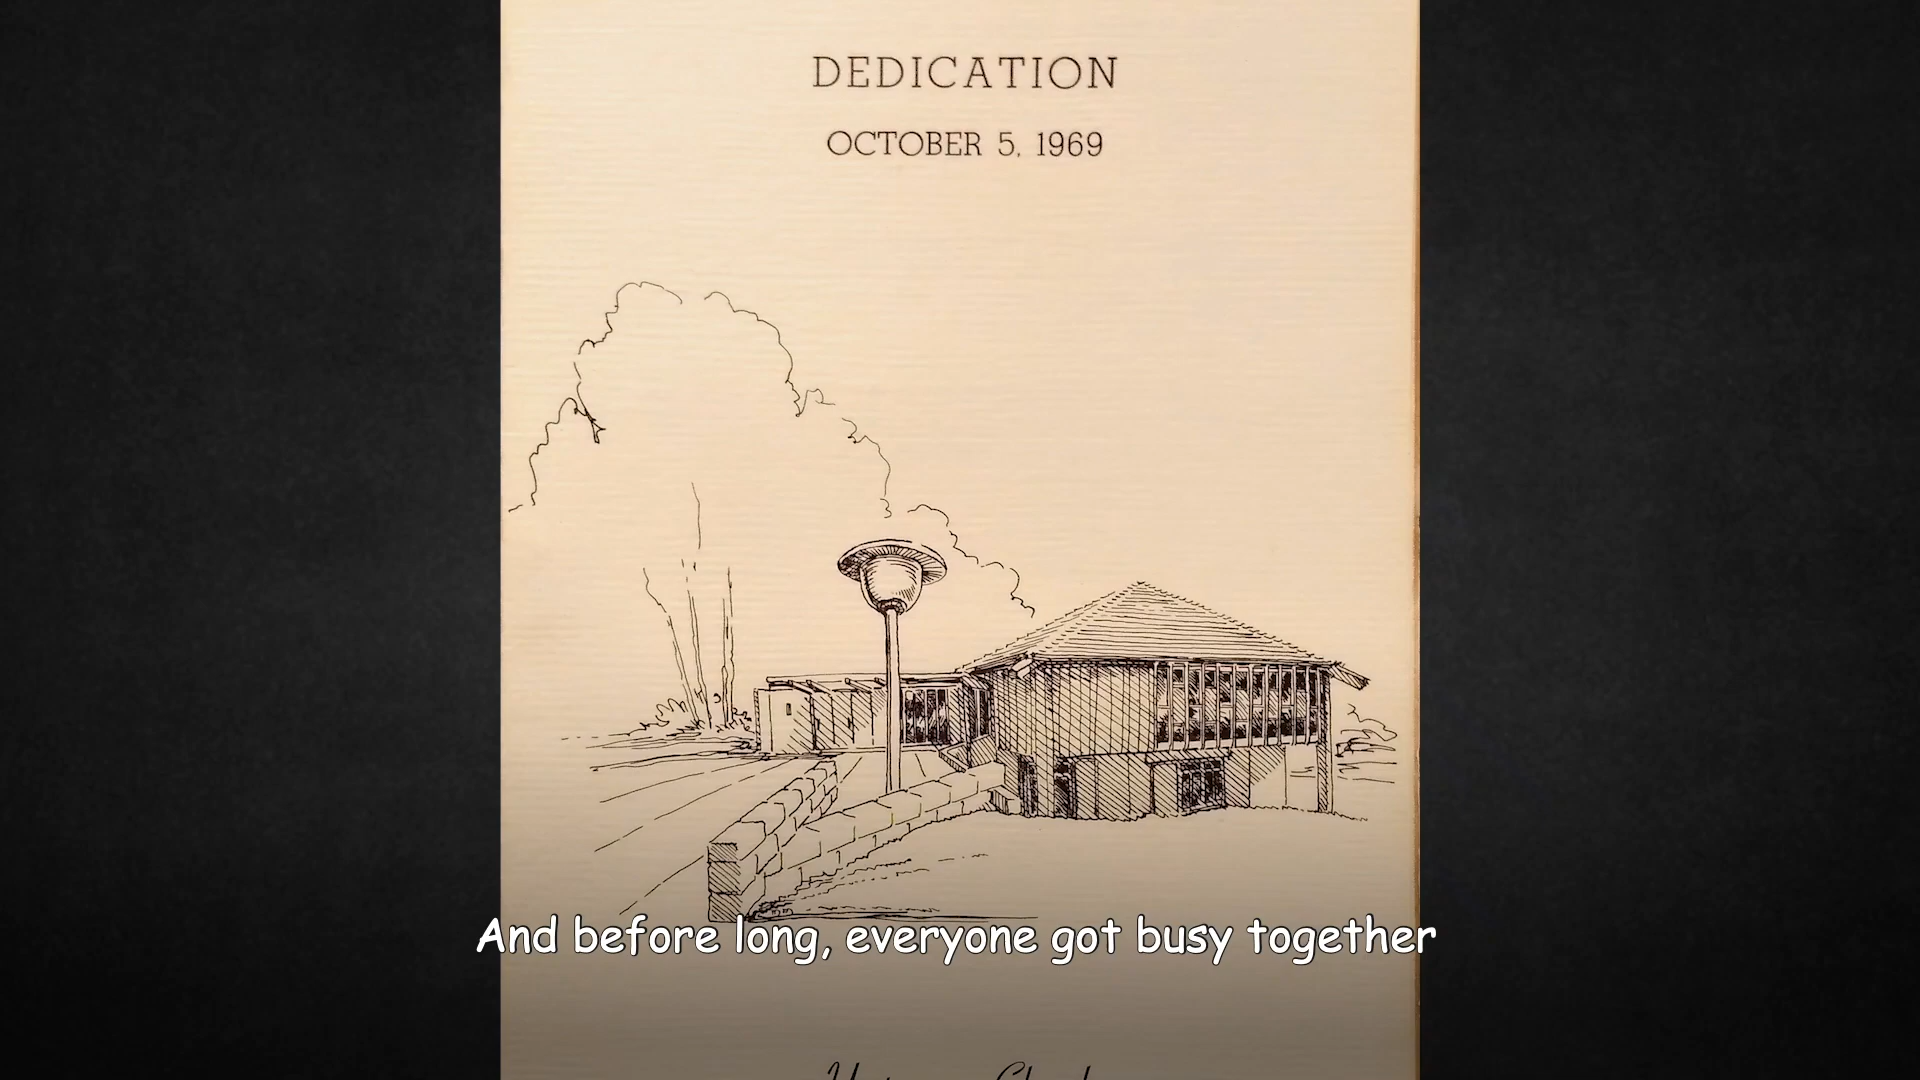 DEDICATION
OCTOBER 5, 1969
And before long, everyone got busy together